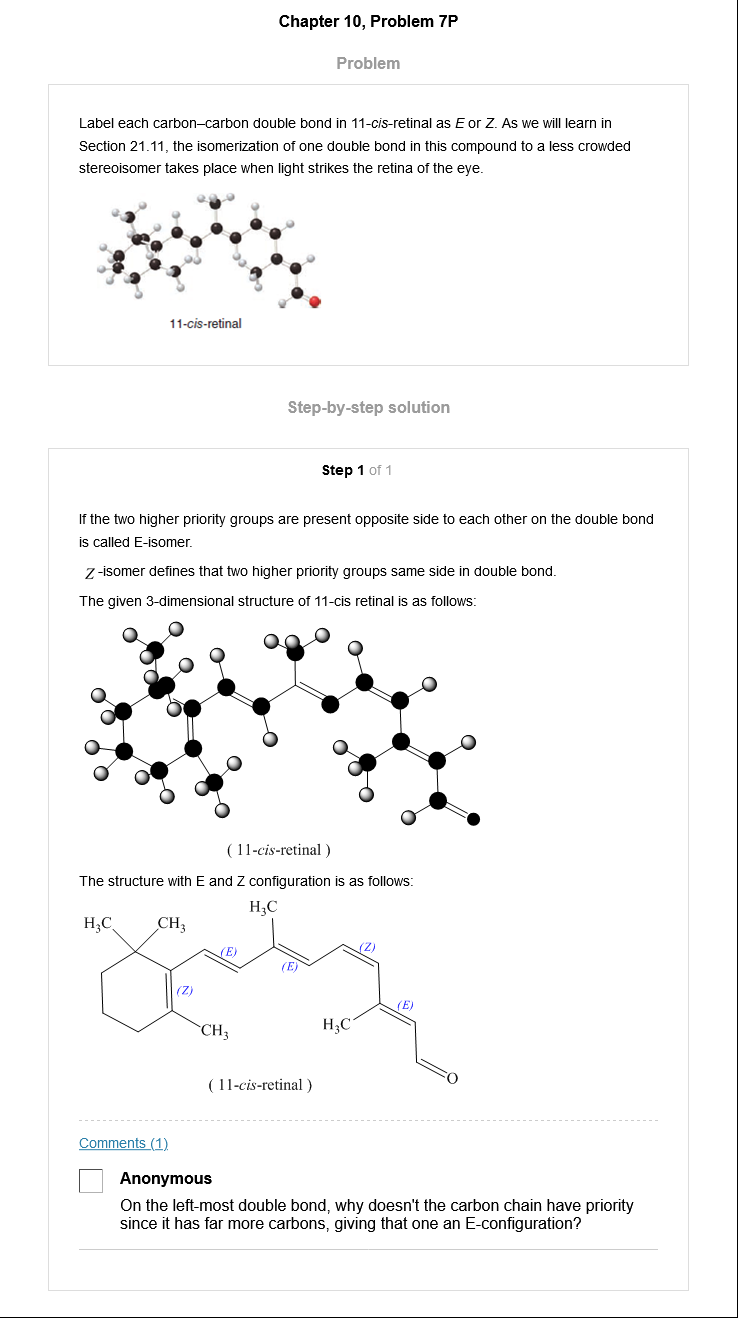 Chapter 10, Problem 7P
Problem
Label each carbon–carbon double bond in 11-cis-retinal as E or Z. As we will learn in
Section 21.11, the isomerization of one double bond in this compound to a less crowded
stereoisomer takes place when light strikes the retina of the eye.
11-cis-retinal
Step-by-step solution
Step 1 of 1
If the two higher priority groups are present opposite side to each other on the double bond
is called E-isomer.
Z -isomer defines that two higher priority groups same side in double bond.
The given 3-dimensional structure of 11-cis retinal is as follows:
( 11-cis-retinal )
The structure with E and Z configuration is as follows:
H3C
H3C CH3
(E) (Z)
(E)
(Z)
(E)
H3C
CH3
O
( 11-cis-retinal )
Comments (1)
Anonymous
On the left-most double bond, why doesn't the carbon chain have priority
since it has far more carbons, giving that one an E-configuration?